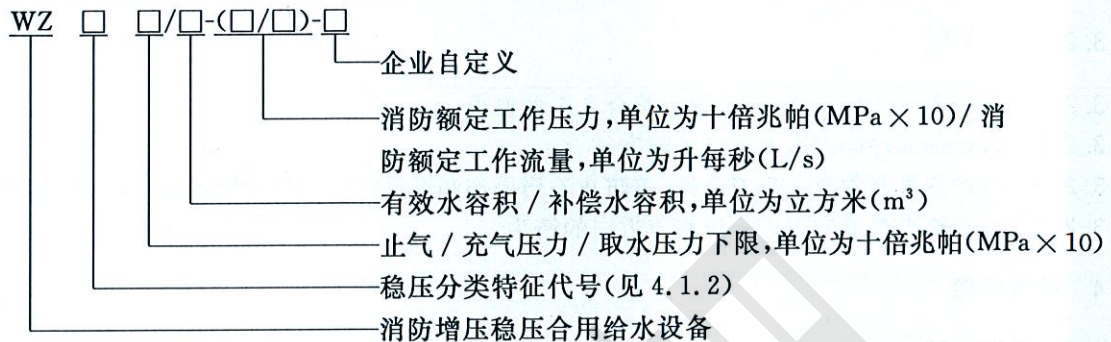 WZ □ □/□-(□/□)-□
企业自定义
消防额定工作压力,单位为十倍兆帕(MPa×10)/ 消
防额定工作流量,单位为升每秒(L/s)
有效水容积 / 补偿水容积,单位为立方米(m³)
止气 / 充气压力 / 取水压力下限,单位为十倍兆帕(MPa×10)
稳压分类特征代号(见 4.1.2)
消防增压稳压合用给水设备